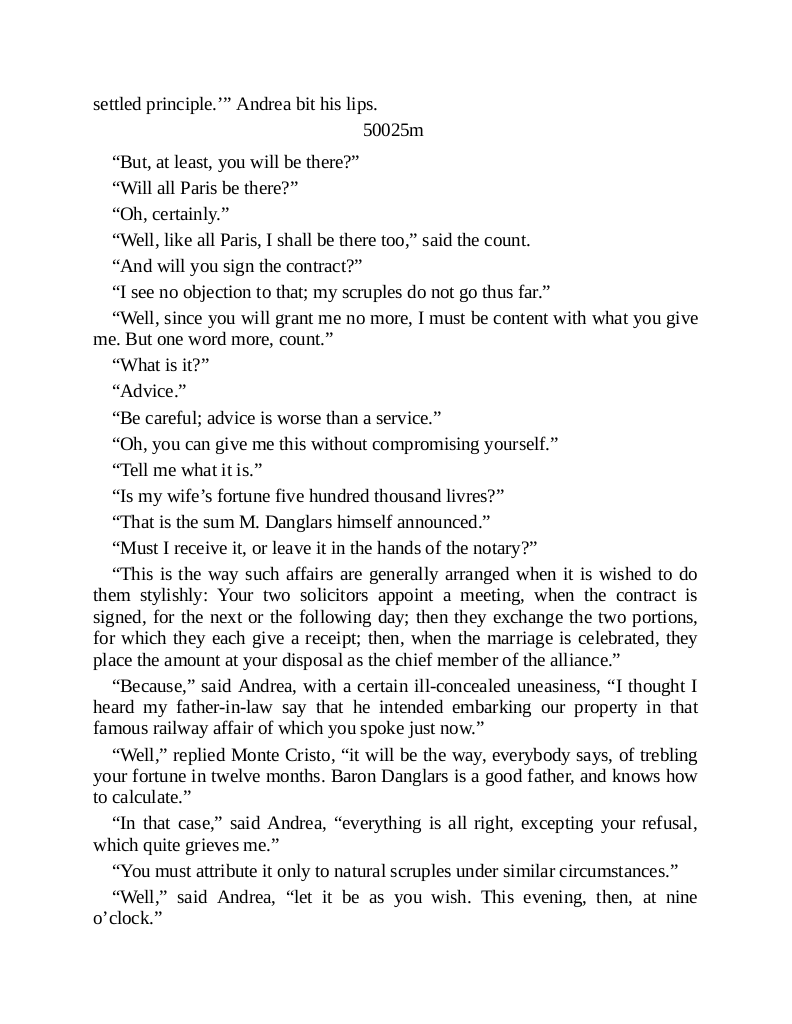 settled principle.’” Andrea bit his lips.
50025m
“But, at least, you will be there?”
“Will all Paris be there?”
“Oh, certainly.”
“Well, like all Paris, I shall be there too,” said the count.
“And will you sign the contract?”
“I see no objection to that; my scruples do not go thus far.”
“Well, since you will grant me no more, I must be content with what you give
me. But one word more, count.”
“What is it?”
“Advice.”
“Be careful; advice is worse than a service.”
“Oh, you can give me this without compromising yourself.”
“Tell me what it is.”
“Is my wife’s fortune five hundred thousand livres?”
“That is the sum M. Danglars himself announced.”
“Must I receive it, or leave it in the hands of the notary?”
“This is the way such affairs are generally arranged when it is wished to do
them stylishly: Your two solicitors appoint a meeting, when the contract is
signed, for the next or the following day; then they exchange the two portions,
for which they each give a receipt; then, when the marriage is celebrated, they
place the amount at your disposal as the chief member of the alliance.”
“Because,” said Andrea, with a certain ill-concealed uneasiness, “I thought I
heard my father-in-law say that he intended embarking our property in that
famous railway affair of which you spoke just now.”
“Well,” replied Monte Cristo, “it will be the way, everybody says, of trebling
your fortune in twelve months. Baron Danglars is a good father, and knows how
to calculate.”
“In that case,” said Andrea, “everything is all right, excepting your refusal,
which quite grieves me.”
“You must attribute it only to natural scruples under similar circumstances.”
“Well,” said Andrea, “let it be as you wish. This evening, then, at nine
o’clock.”